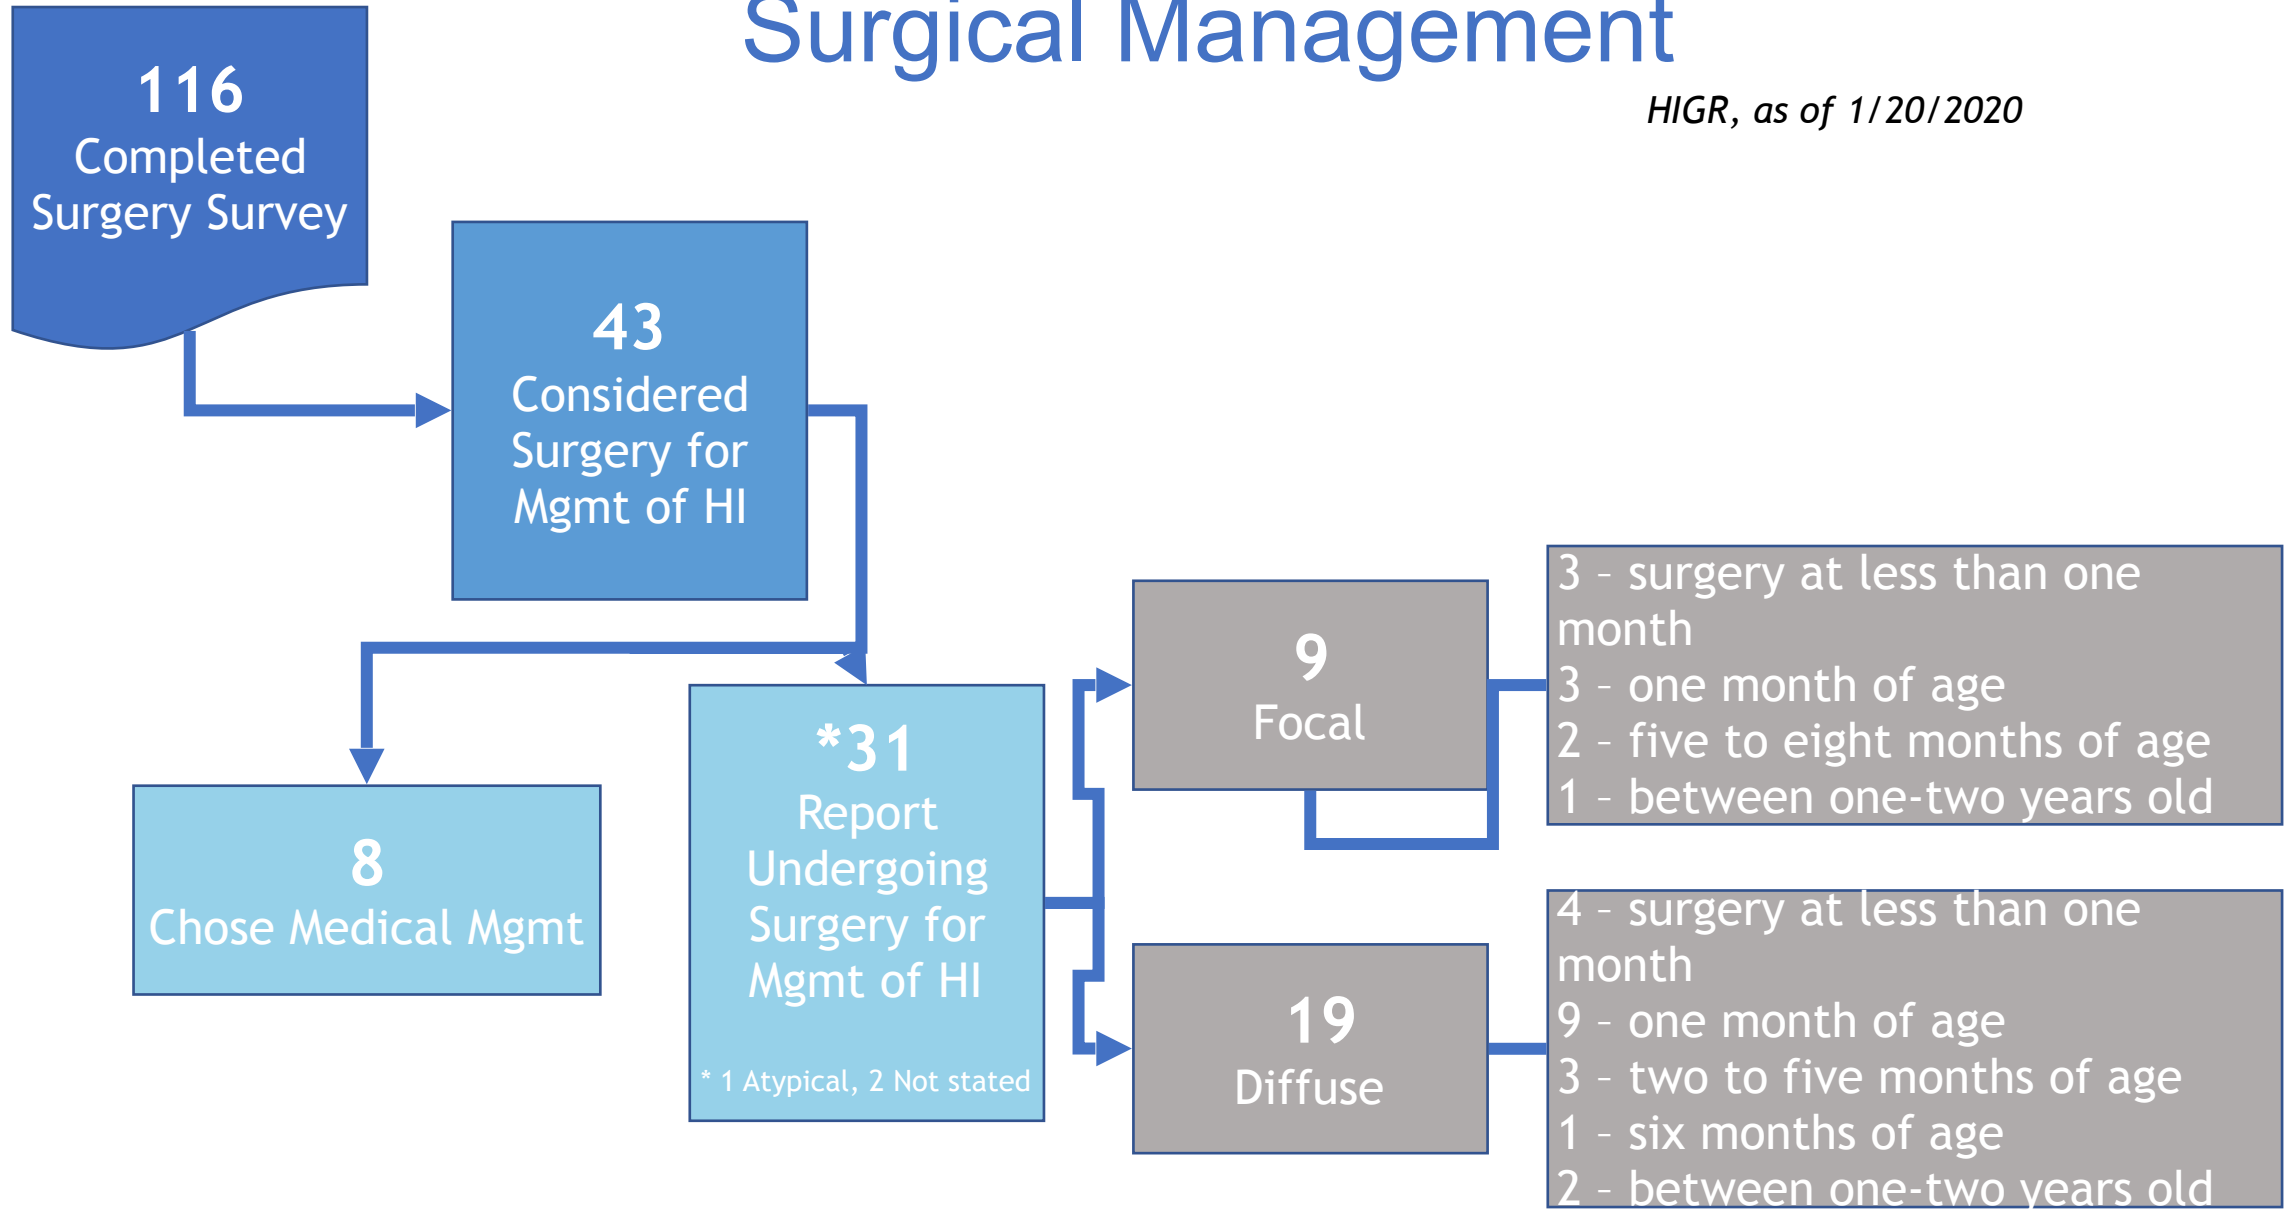 Surgical Management
HIGR, as of 1/20/2020
116
Completed
Surgery Survey
43
Considered
Surgery for
Mgmt of HI
8
Chose Medical Mgmt
*31
Report
Undergoing
Surgery for
Mgmt of HI
* 1 Atypical, 2 Not stated
9
Focal
3 – surgery at less than one
month
3 – one month of age
2 – five to eight months of age
1 – between one-two years old
19
Diffuse
4 – surgery at less than one
month
9 – one month of age
3 – two to five months of age
1 – six months of age
2 – between one-two years old